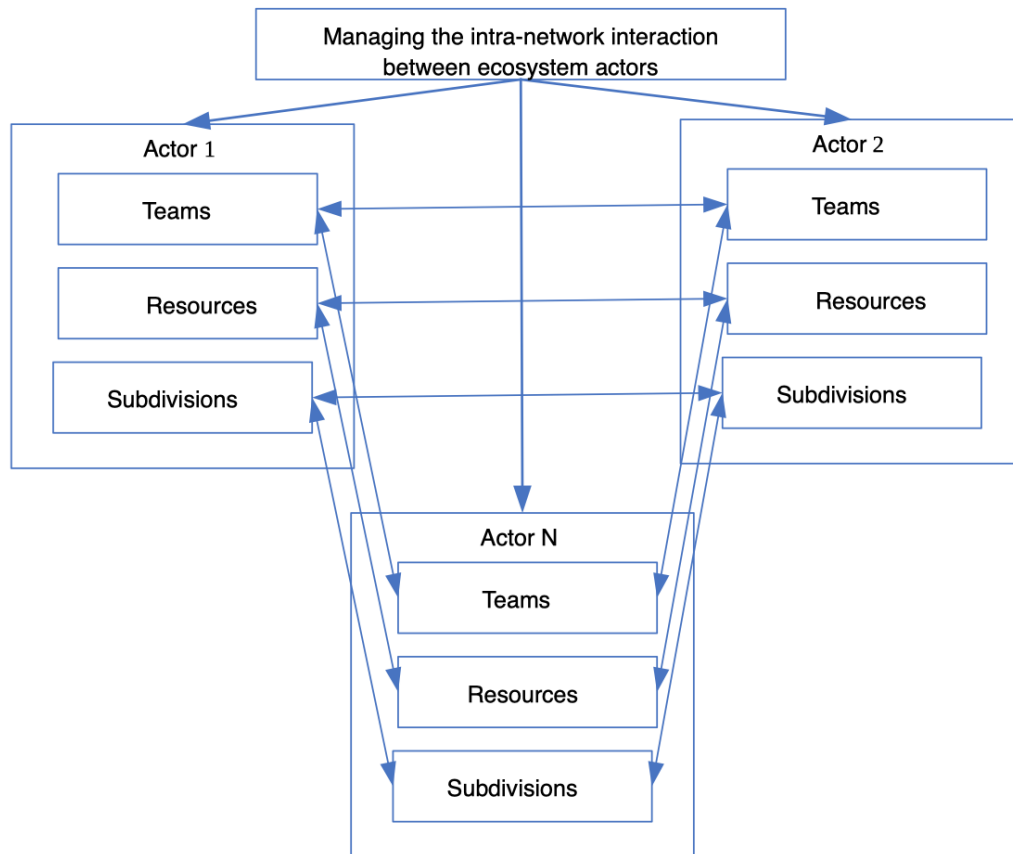 Managing the intra-network interaction
between ecosystem actors
Actor 1
Teams
Resources
Subdivisions
Actor 2
Teams
Resources
Subdivisions
Actor N
Teams
Resources
Subdivisions